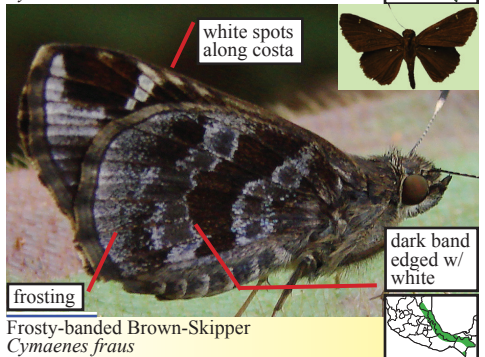 white spots
along costa
dark band
edged w/
white
frosting
Frosty-banded Brown-Skipper
Cymaenes fraus